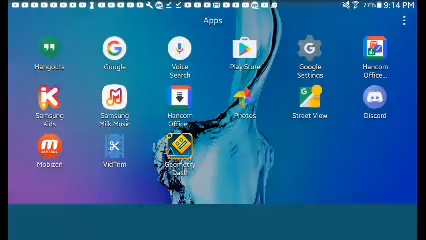 9:14 PM
Apps
Hangouts
Google
Voice
Search
Play Store
Google
Settings
Hancom
Office...
Samsung
Kids
Samsung
Milk Music
Hancom
Office
Photos
Street View
Discord
Mobizen
VidTrim
Geometry
Dash